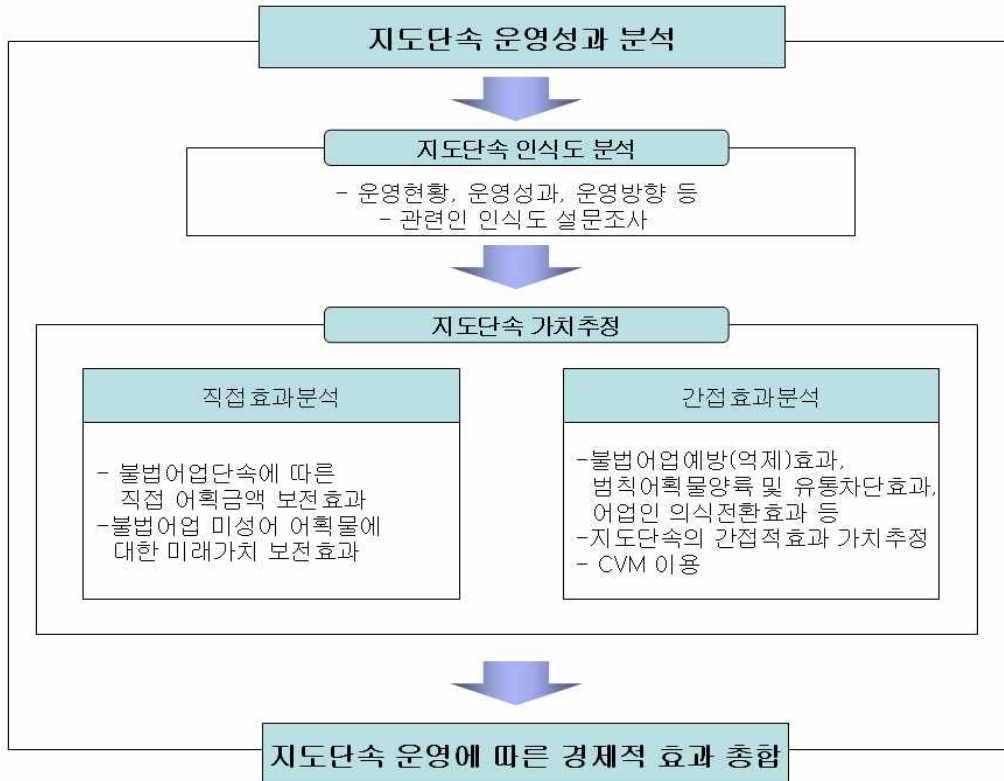 지도단속 운영성과 분석
지도단속 인식도 분석
- 운영현황, 운영성과, 운영방향 등
- 관련인 인식도 설문조사
지도단속 가치추정
직접효과분석
- 불법어업단속에 따른
직접 어획금액 보전효과
-불법어업 미성어 어획물에
대한 미래가치 보전효과
간접효과분석
-불법어업예방(억제)효과,
범칙어획물양륙 및 유통차단효과,
어업인 의식전환효과 등
-지도단속의 간접적효과 가치추정
- CVM 이용
지도단속 운영에 따른 경제적 효과 종합